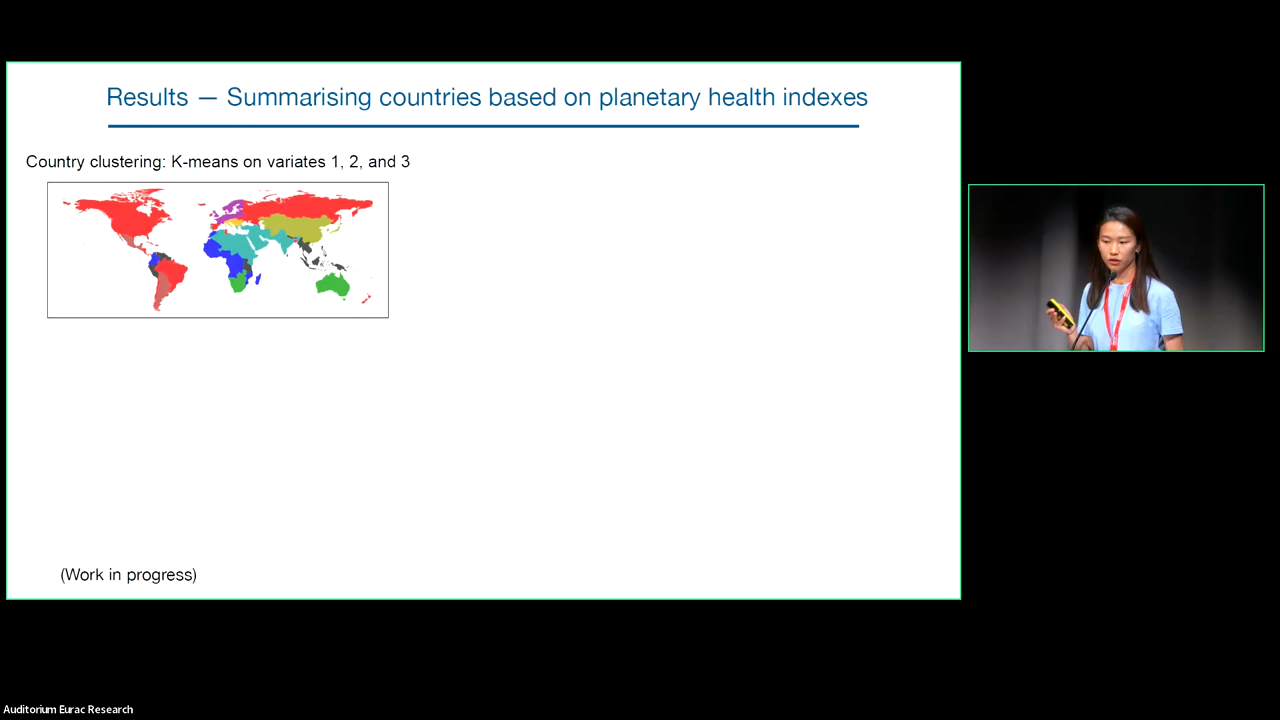 Results — Summarising countries based on planetary health indexes
Country clustering: K-means on variates 1, 2, and 3
(Work in progress)
Auditorium Eurac Research